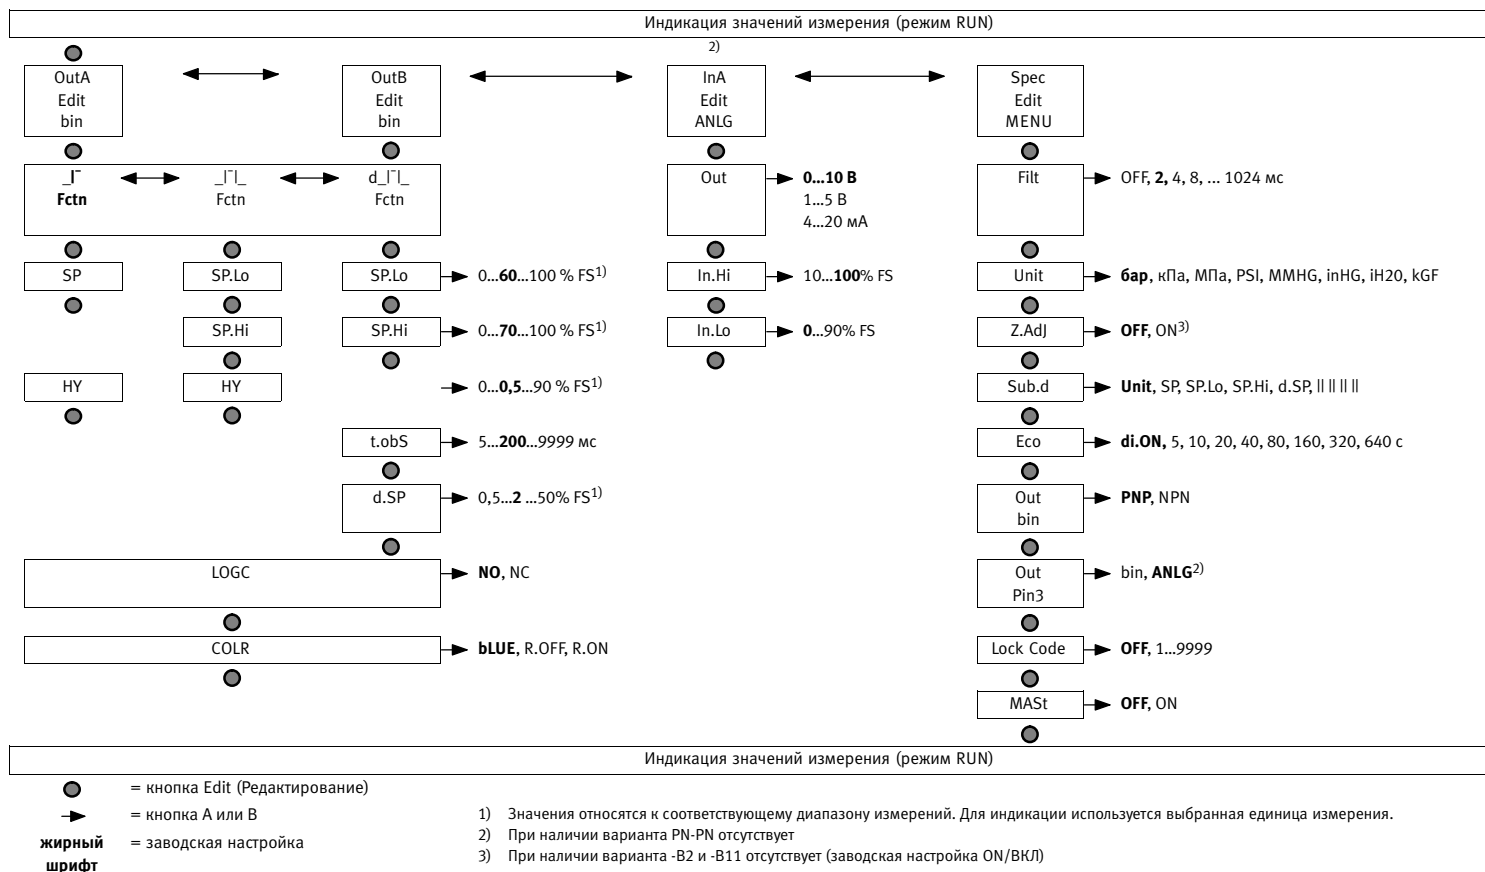 Индикация значений измерения (режим RUN)
2)
OutA
Edit
bin
OutB
Edit
bin
InA
Edit
ANLG
Spec
Edit
MENU
_|¯
Fctn
_|¯|_
Fctn
d_|¯|_
Fctn
Out
0...10 В
1...5 В
4...20 мА
Filt
OFF, 2, 4, 8, ... 1024 мс
SP
SP.Lo
SP.Lo
0...60...100 % FS1)
In.Hi
10...100% FS
Unit
бар, кПа, МПа, PSI, MMHG, inHG, iH20, kGF
SP.Hi
SP.Hi
0...70...100 % FS1)
In.Lo
0...90% FS
Z.AdJ
OFF, ON3)
HY
HY
0...0,5...90 % FS1)
Sub.d
Unit, SP, SP.Lo, SP.Hi, d.SP, || || || ||
t.obS
5...200...9999 мс
Eco
di.ON, 5, 10, 20, 40, 80, 160, 320, 640 с
d.SP
0,5...2 ...50% FS1)
Out
bin
PNP, NPN
LOGC
NO, NC
Out
Pin3
bin, ANLG2)
COLR
bLUE, R.OFF, R.ON
Lock Code
OFF, 1...9999
MASt
OFF, ON
Индикация значений измерения (режим RUN)
= кнопка Edit (Редактирование)
= кнопка A или B
жирный
шрифт
= заводская настройка
1) Значения относятся к соответствующему диапазону измерений. Для индикации используется выбранная единица измерения.
2) При наличии варианта PN-PN отсутствует
3) При наличии варианта -B2 и -B11 отсутствует (заводская настройка ON/ВКЛ)